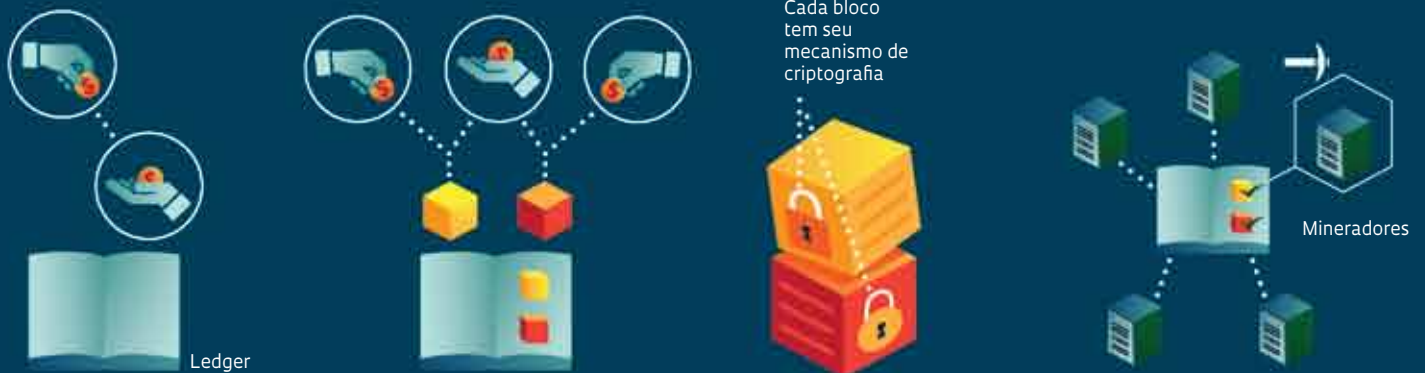 Cada bloco
tem seu
mecanismo de
criptografia
Mineradores
Ledger